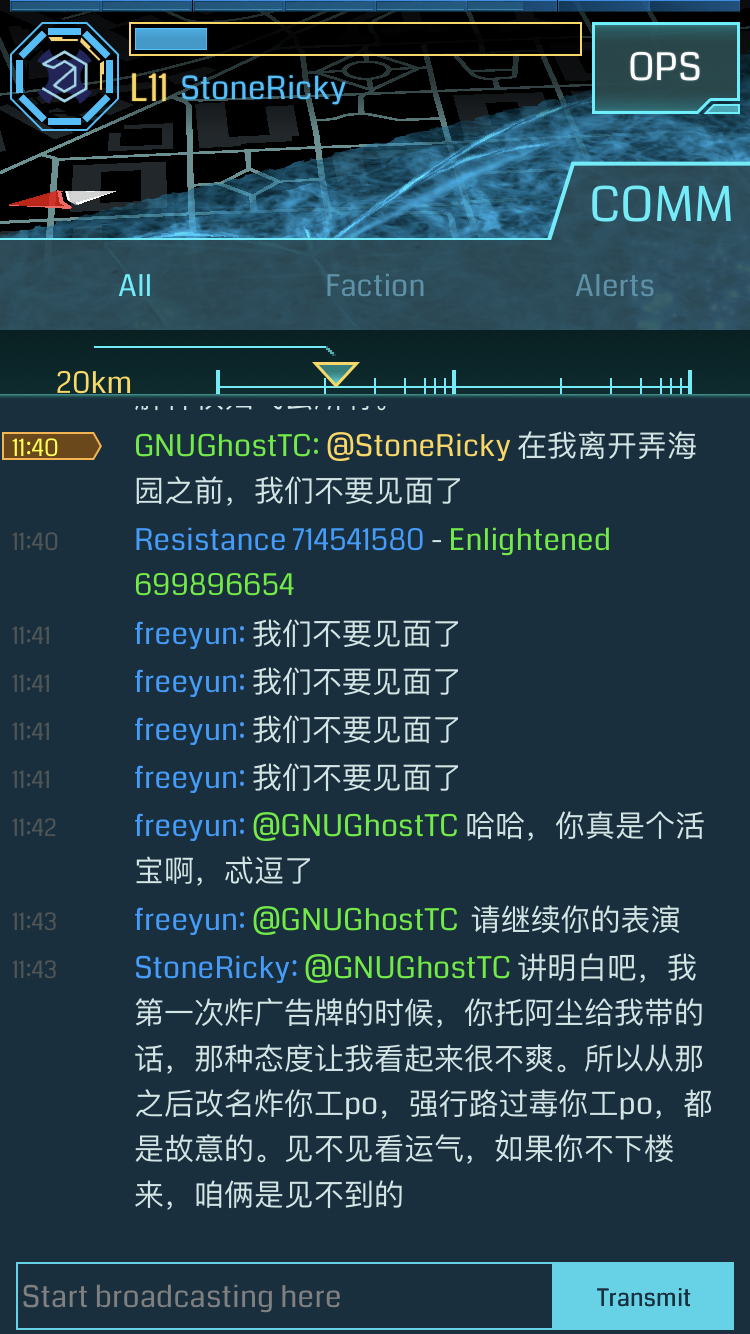 L11 StoneRicky
OPS
COMM
All
Faction
Alerts
20km
11:40
GNUGhostTC: @StoneRicky 在我离开弄海
园之前，我们不要见面了
11:40
Resistance 714541580 - Enlightened
699896654
11:41
freeyun: 我们不要见面了
11:41
freeyun: 我们不要见面了
11:41
freeyun: 我们不要见面了
11:41
freeyun: 我们不要见面了
11:42
freeyun: @GNUGhostTC 哈哈，你真是个活
宝啊，忒逗了
11:43
freeyun: @GNUGhostTC 请继续你的表演
11:43
StoneRicky: @GNUGhostTC 讲明白吧，我
第一次炸广告牌的时候，你托阿尘给我带的
话，那种态度让我看起来很不爽。所以从那
之后改名炸你工po，强行路过毒你工po，都
是故意的。见不见看运气，如果你不下楼
来，咱俩是见不到的
Start broadcasting here
Transmit